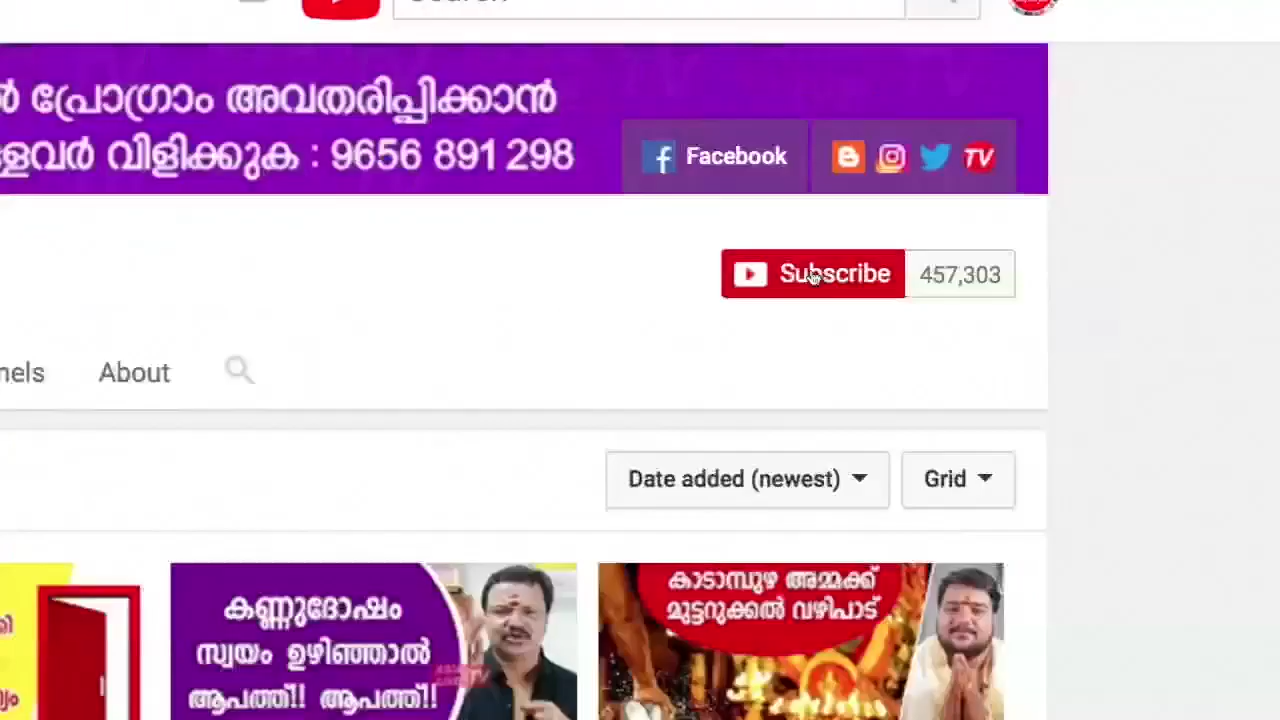 പ്രോഗ്രാം അവതരിപ്പിക്കാൻ
വിളിക്കുക : 9656 891 298
Facebook
TV
Subscribe 457,303
About
Date added (newest) Grid
കണ്ണുദോഷം
സ്വയം ഉഴിഞ്ഞാൽ
ആപത്ത്!! ആപത്ത്!!
കാടാമ്പുഴ അമ്മക്ക്
മുട്ടറുക്കൽ വഴിപാട്